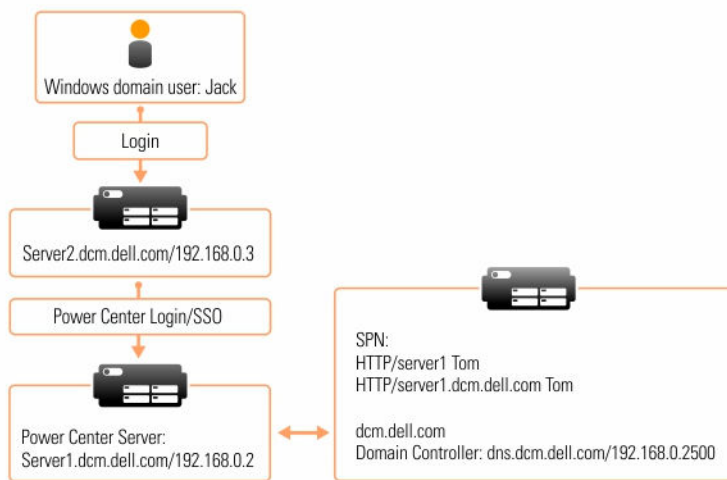 Windows domain user: Jack
Login
Server2.dcm.dell.com/192.168.0.3
Power Center Login/SSO
Power Center Server:
Server1.dcm.dell.com/192.168.0.2
SPN:
HTTP/server1 Tom
HTTP/server1.dcm.dell.com Tom
dcm.dell.com
Domain Controller: dns.dcm.dell.com/192.168.0.2500